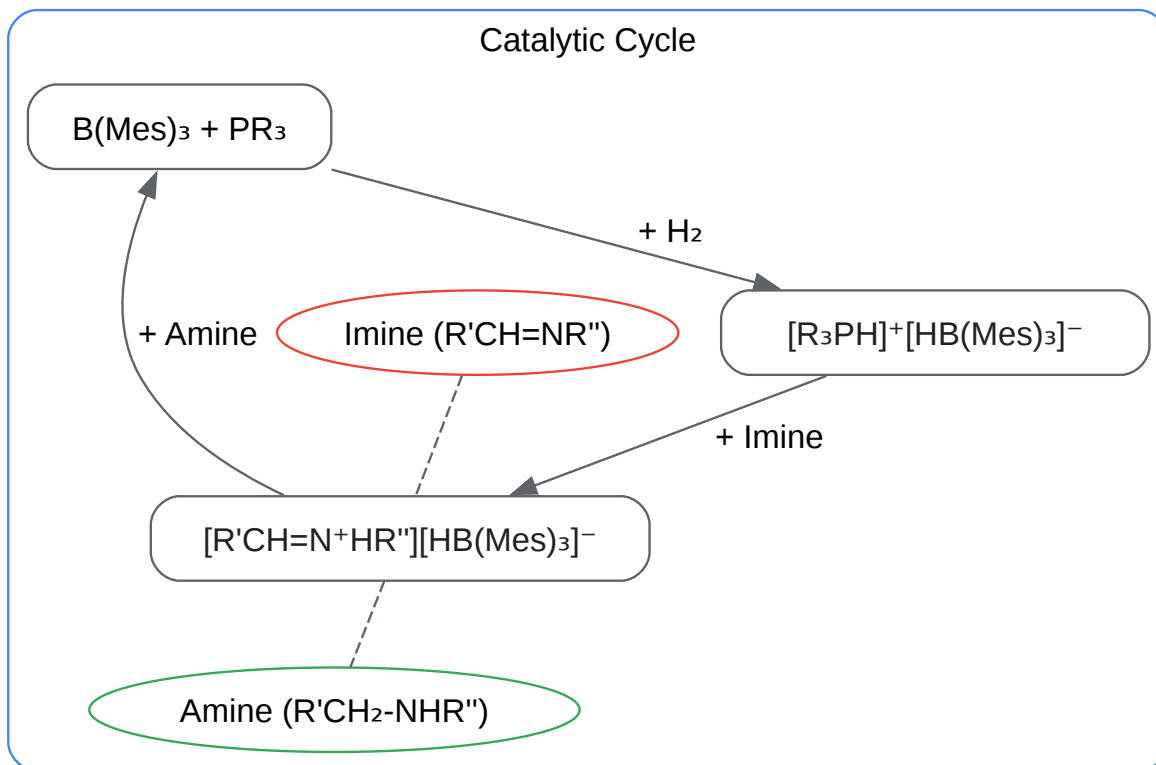 Catalytic Cycle
B(Mes)₃ + PR₃
+ H₂
+ Amine
Imine (R'CH=NR")
[R₃PH]⁺[HB(Mes)₃]⁻
+ Imine
[R'CH=N⁺HR"][HB(Mes)₃]⁻
Amine (R'CH₂-NHR")